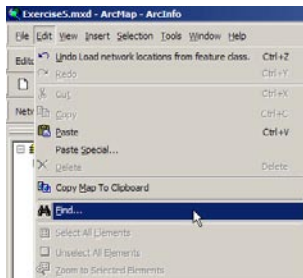 Exercise5.mxd - ArcMap - ArcInfo
File Edit View Insert Selection Tools Window Help
Undo Load network locations from feature class. Ctrl+Z
Redo Ctrl+Y
Cut Ctrl+X
Copy Ctrl+C
Paste Ctrl+V
Paste Special...
Delete Delete
Copy Map To Clipboard
Find...
Select All Elements
Unselect All Elements
Zoom to Selected Elements